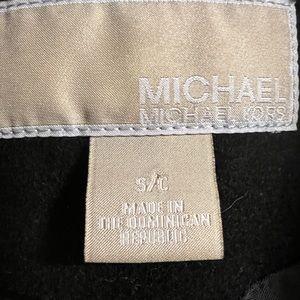 MICHAEL
MICHAEL KORS
S/C
MADE IN
THE DOMINICAN
REPUBLIC